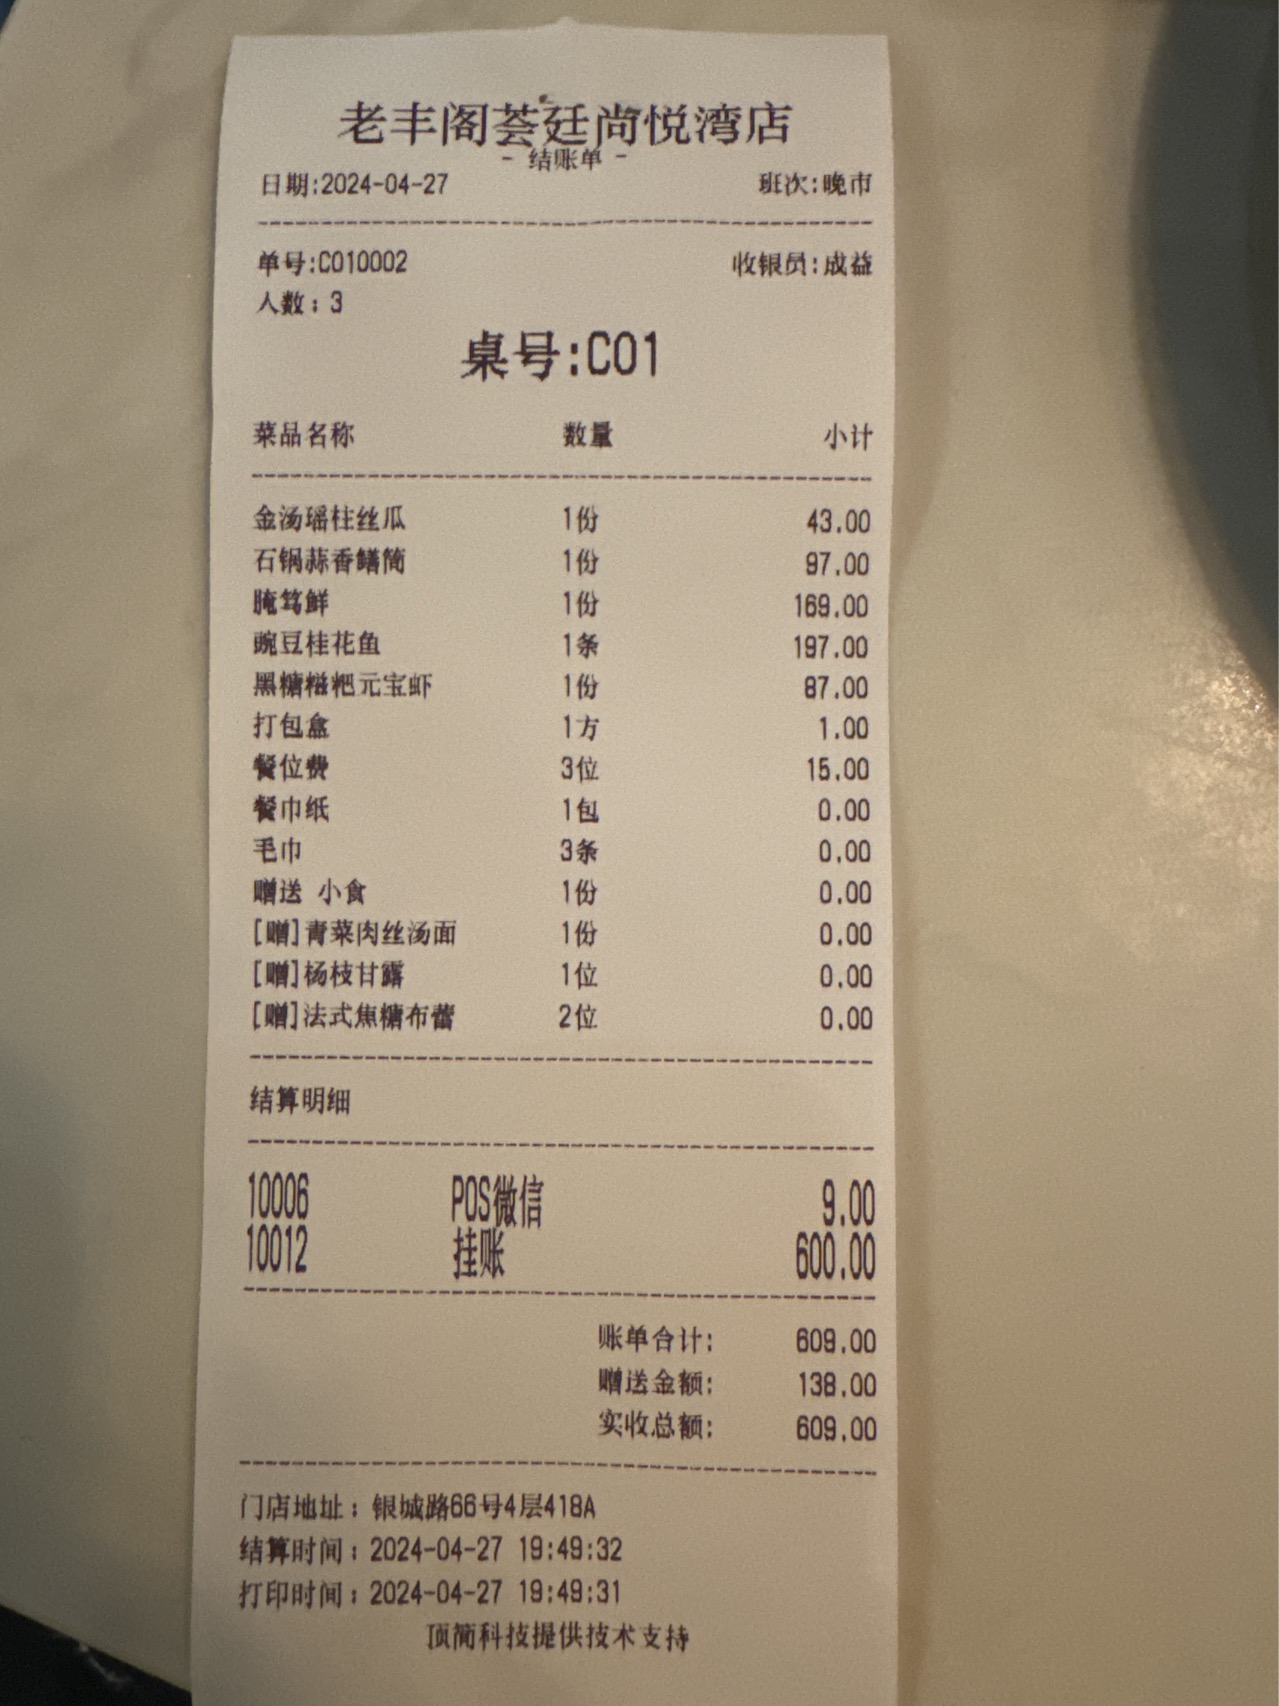 老丰阁荟廷尚悦湾店
- 结账单 -
日期:2024-04-27 班次:晚市
单号:C010002 收银员:成益
人数:3
桌号:C01
菜品名称 数量 小计
金汤瑶柱丝瓜 1份 43.00
石锅蒜香鳝筒 1份 97.00
腌笃鲜 1份 169.00
豌豆桂花鱼 1条 197.00
黑糖糍粑元宝虾 1份 87.00
打包盒 1方 1.00
餐位费 3位 15.00
餐巾纸 1包 0.00
毛巾 3条 0.00
赠送 小食 1份 0.00
[赠]青菜肉丝汤面 1份 0.00
[赠]杨枝甘露 1位 0.00
[赠]法式焦糖布蕾 2位 0.00
结算明细
10006 POS微信 9.00
10012 挂账 600.00
账单合计: 609.00
赠送金额: 138.00
实收总额: 609.00
门店地址:银城路66号4层418A
结算时间:2024-04-27 19:49:32
打印时间:2024-04-27 19:49:31
顶简科技提供技术支持